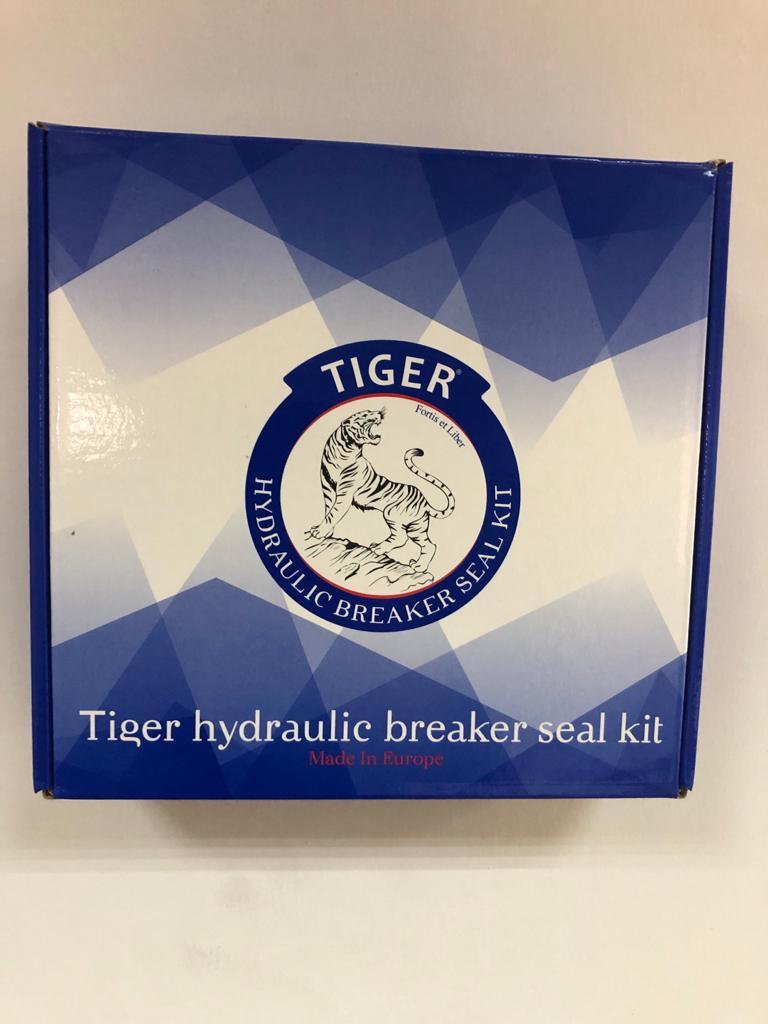 TIGER®
Fortis et Liber
HYDRAULIC BREAKER SEAL KIT
Tiger hydraulic breaker seal kit
Made In Europe